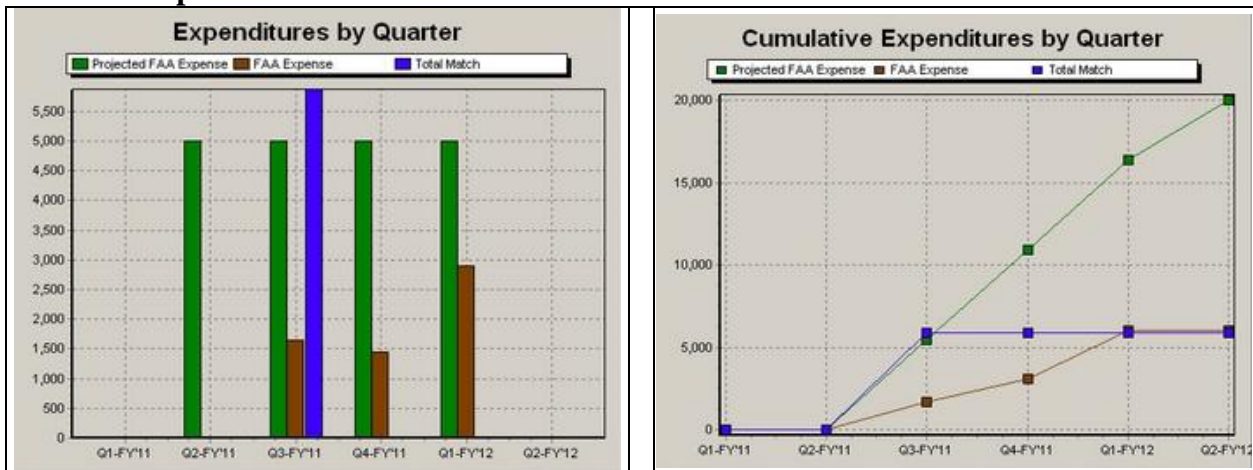 Expenditures by Quarter
Projected FAA Expense FAA Expense Total Match
5,500
5,000
4,500
4,000
3,500
3,000
2,500
2,000
1,500
1,000
500
0
Q1-FY'11 Q2-FY'11 Q3-FY'11 Q4-FY'11 Q1-FY'12 Q2-FY'12
Cumulative Expenditures by Quarter
Projected FAA Expense FAA Expense Total Match
20,000
15,000
10,000
5,000
0
Q1-FY'11 Q2-FY'11 Q3-FY'11 Q4-FY'11 Q1-FY'12 Q2-FY'12